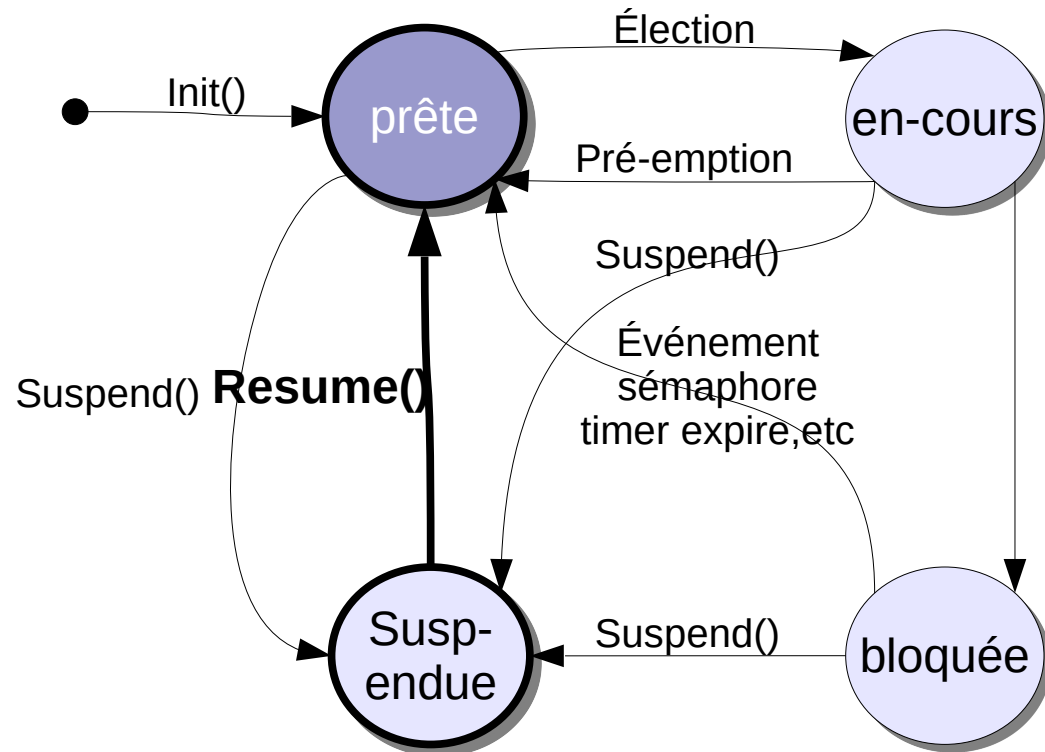 Élection
Init()
prête
en-cours
Pré-emption
Suspend()
Événement
sémaphore
timer expire,etc
Suspend()
Resume()
Susp-
endue
Suspend()
bloquée